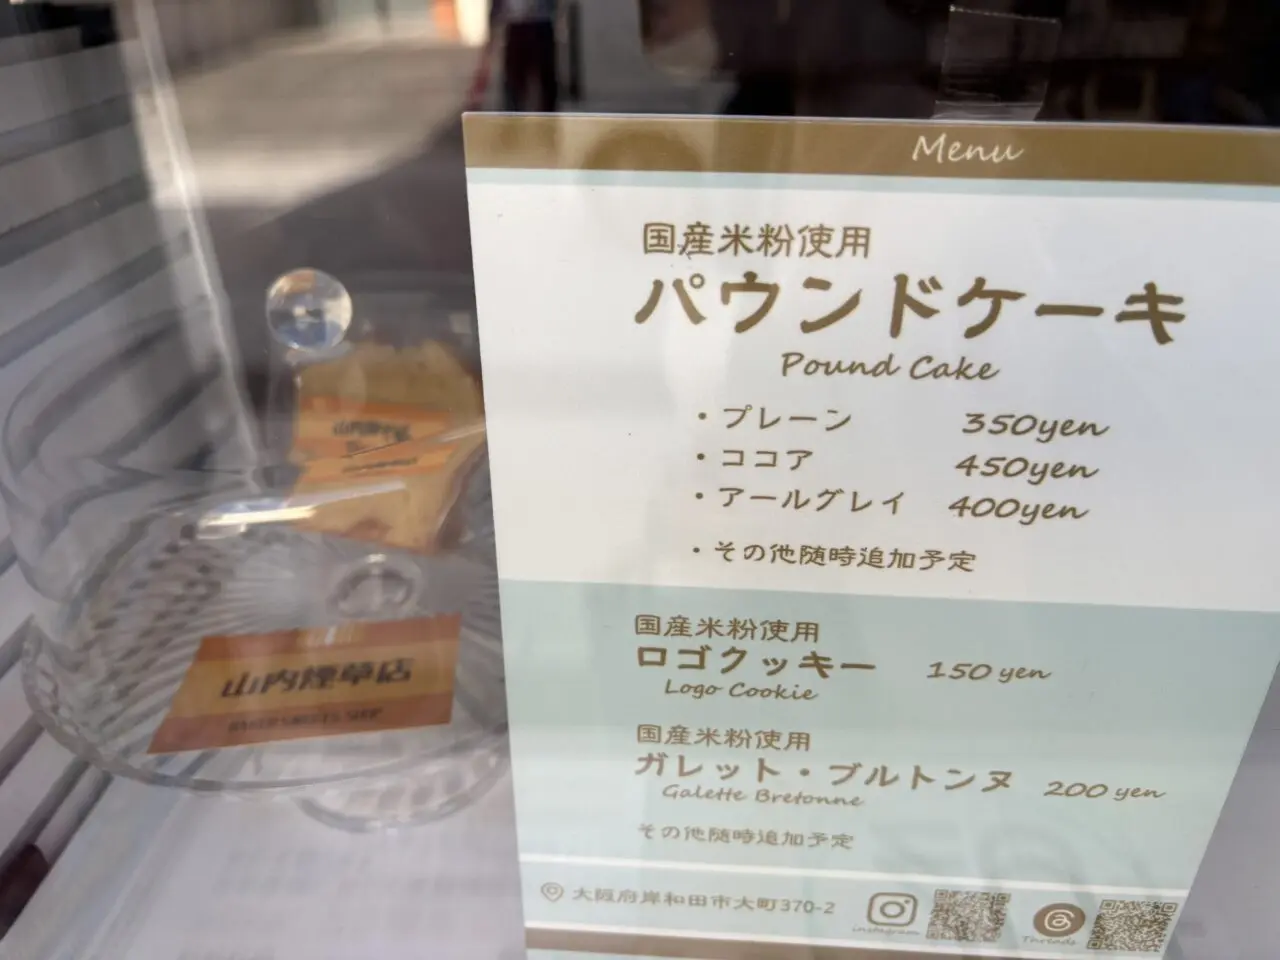 Menu
国産米粉使用
パウンドケーキ
Pound Cake
・プレーン 350yen
・ココア 450yen
・アールグレイ 400yen
・その他随時追加予定
国産米粉使用
ロゴクッキー 150 yen
Logo Cookie
国産米粉使用
ガレット・ブルトンヌ 200 yen
Galette Bretonne
その他随時追加予定
大阪府岸和田市大町370-2
instagram
Threads
山内煙草店